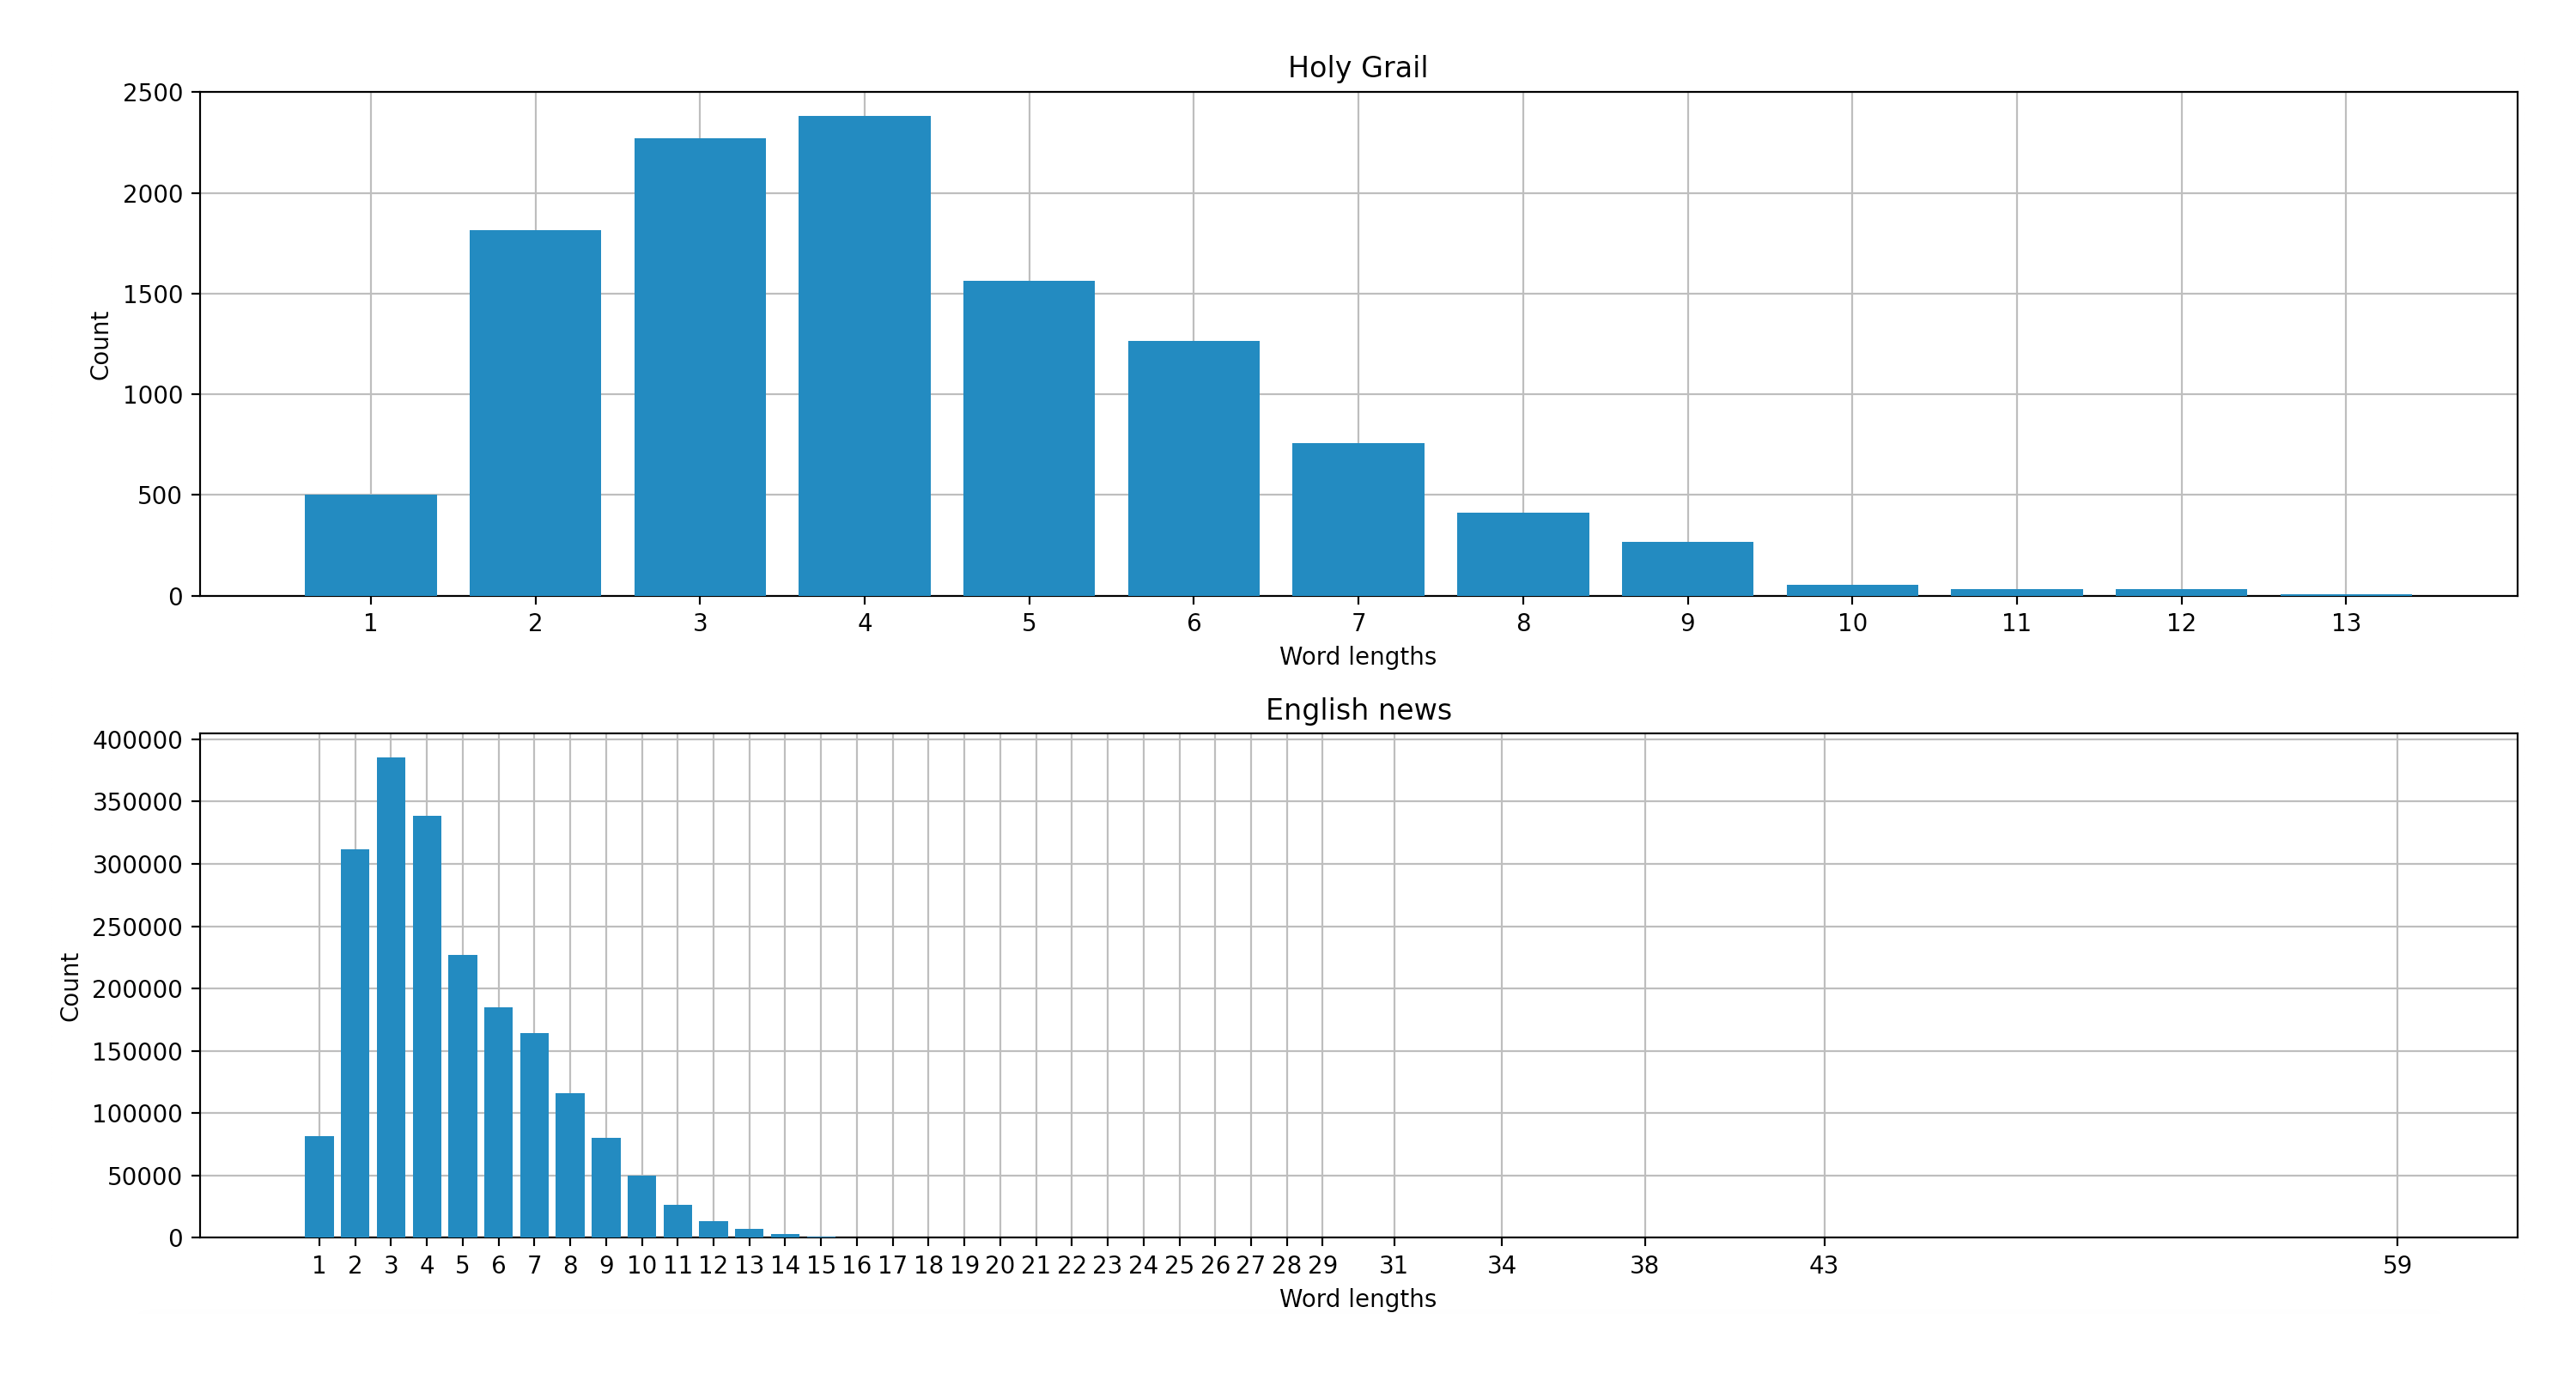 Holy Grail
2500
2000
1500
1000
500
0
Count
1 2 3 4 5 6 7 8 9 10 11 12 13
Word lengths
English news
400000
350000
300000
250000
200000
150000
100000
50000
0
Count
1 2 3 4 5 6 7 8 9 10 11 12 13 14 15 16 17 18 19 20 21 22 23 24 25 26 27 28 29 31 34 38 43 59
Word lengths